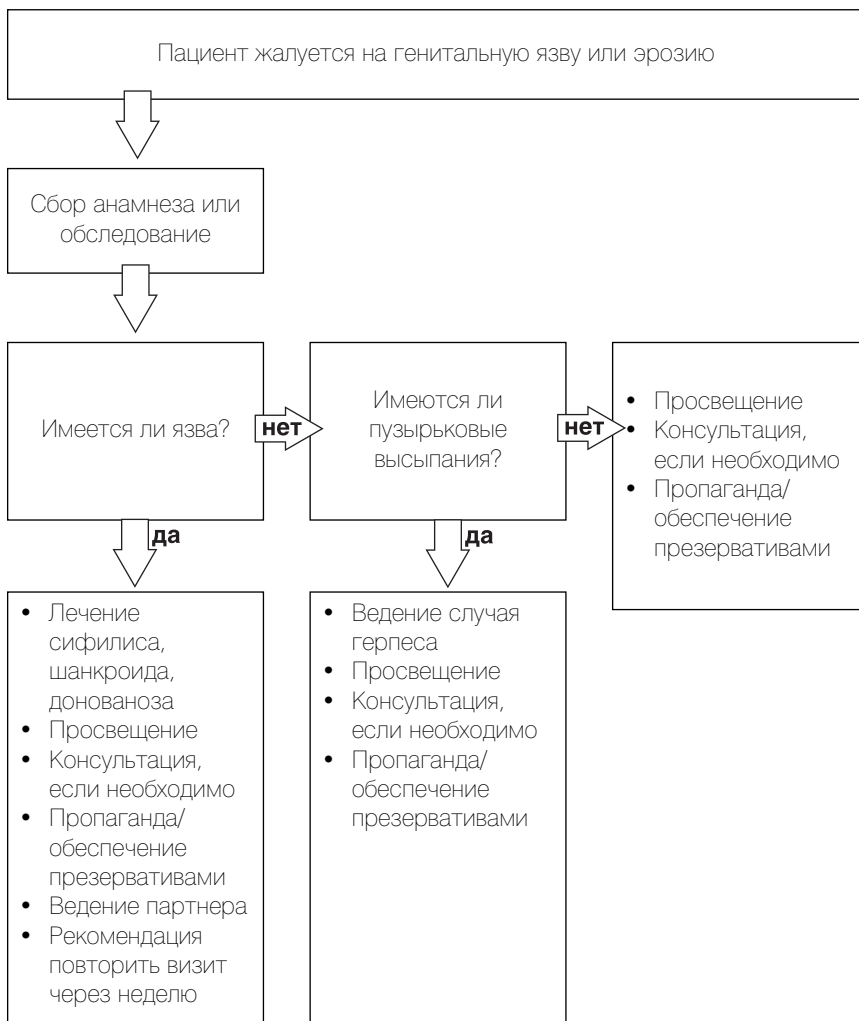 Пациент жалуется на генитальную язву или эрозию
Сбор анамнеза или
обследование
Имеется ли язва?
нет
Имеются ли
пузырьковые
высыпания?
нет
• Просвещение
• Консультация,
если необходимо
• Пропаганда/
обеспечение
презервативами
да
да
• Лечение
сифилиса,
шанкроида,
донованоза
• Просвещение
• Консультация,
если необходимо
• Пропаганда/
обеспечение
презервативами
• Ведение партнера
• Рекомендация
повторить визит
через неделю
• Ведение случая
герпеса
• Просвещение
• Консультация,
если необходимо
• Пропаганда/
обеспечение
презервативами